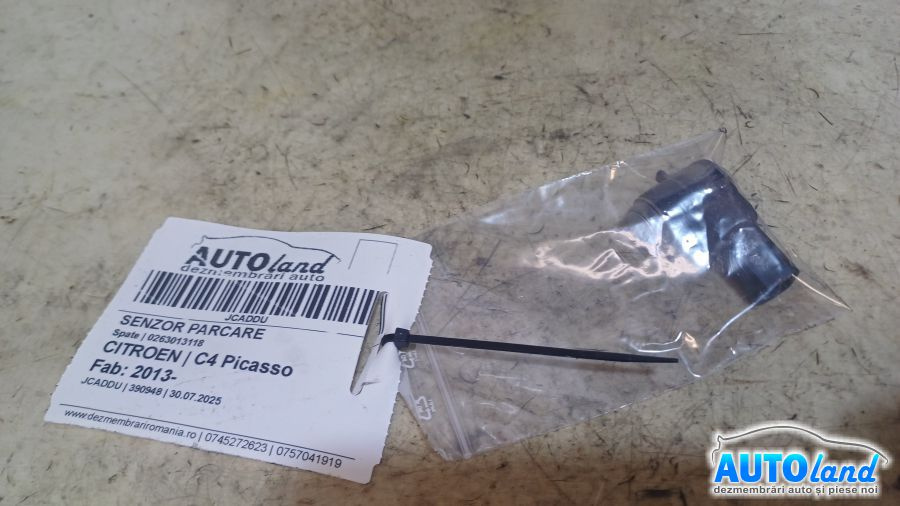 AUTOland
dezmembrări auto
JCADDU
SENZOR PARCARE
Spate | 0263013118
CITROEN | C4 Picasso
Fab: 2013-
JCADDU | 390948 | 30.07.2025
www.dezmembrariromania.ro | 0745272623 | 0757041919
AUTOland
dezmembrări auto și piese noi